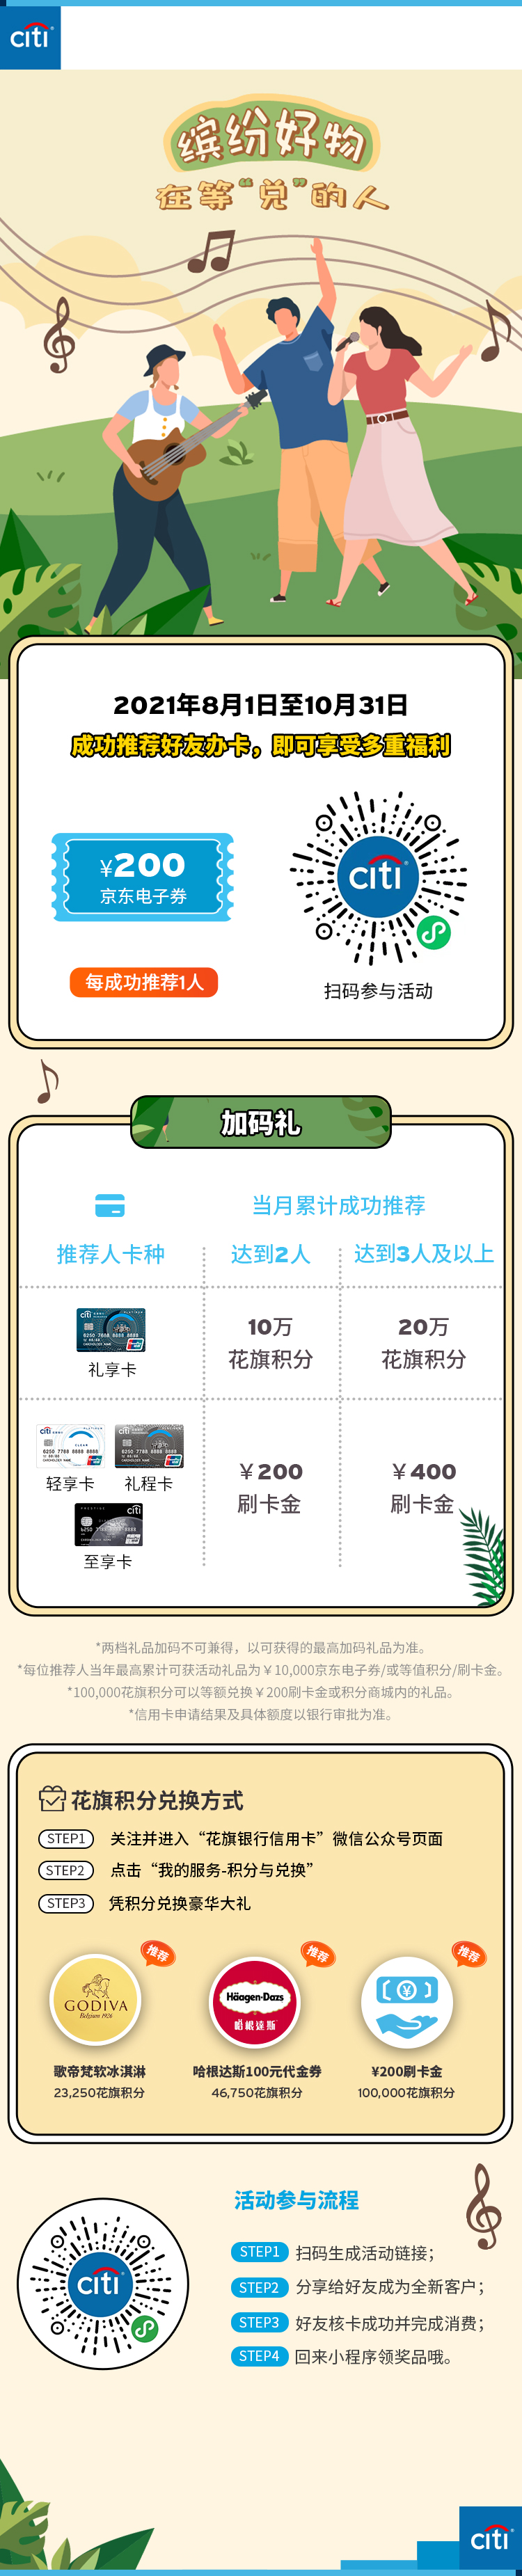 citi
缤纷好物
在等“兑”的人
2021年8月1日至10月31日
成功推荐好友办卡，即可享受多重福利
¥200
京东电子券
citi
每成功推荐1人
扫码参与活动
加码礼
当月累计成功推荐
推荐人卡种
达到2人
达到3人及以上
10万
20万
礼享卡
花旗积分
花旗积分
轻享卡
礼程卡
￥200
￥400
刷卡金
刷卡金
至享卡
*两档礼品加码不可兼得，以可获得的最高加码礼品为准。
*每位推荐人当年最高累计可获活动礼品为￥10,000京东电子券/或等值积分/刷卡金。
*100,000花旗积分可以等额兑换￥200刷卡金或积分商城内的礼品。
*信用卡申请结果及具体额度以银行审批为准。
花旗积分兑换方式
STEP1 关注并进入“花旗银行信用卡”微信公众号页面
STEP2 点击“我的服务-积分与兑换”
STEP3 凭积分兑换豪华大礼
推荐
推荐
推荐
GODIVA
Belgium 1926
Häagen-Dazs
哈根達斯
歌帝梵软冰淇淋
哈根达斯100元代金券
¥200刷卡金
23,250花旗积分
46,750花旗积分
100,000花旗积分
活动参与流程
citi
STEP1 扫码生成活动链接；
STEP2 分享给好友成为全新客户；
STEP3 好友核卡成功并完成消费；
STEP4 回来小程序领奖品哦。
citi